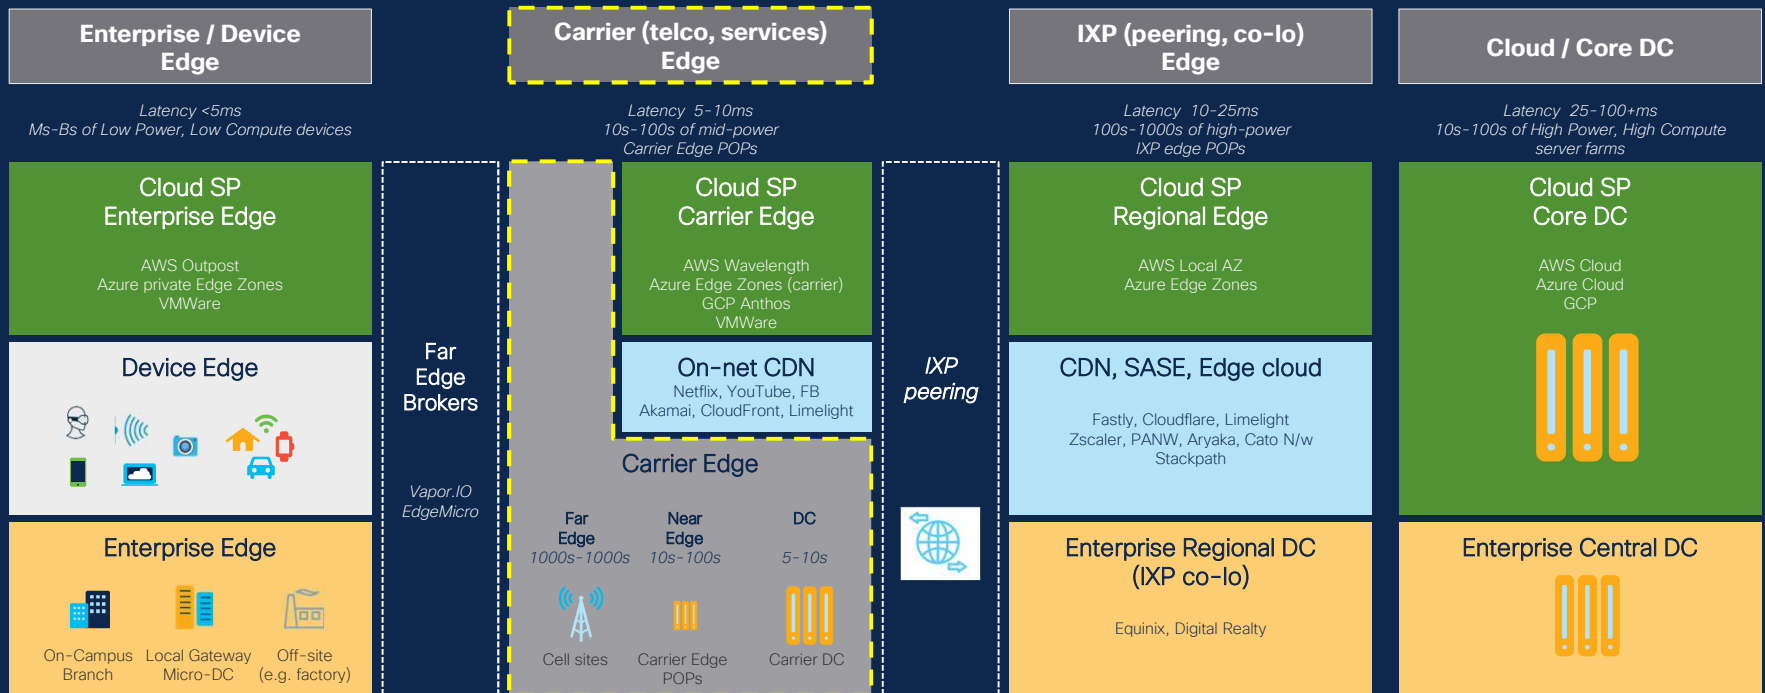 Enterprise / Device
Edge
Latency <5ms
Ms-Bs of Low Power, Low Compute devices
Cloud SP
Enterprise Edge
AWS Outpost
Azure private Edge Zones
VMWare
Device Edge
Enterprise Edge
On-Campus
Branch
Local Gateway
Micro-DC
Off-site
(e.g. factory)
Far
Edge
Brokers
Vapor.IO
EdgeMicro
Carrier (telco, services)
Edge
Latency 5-10ms
10s-100s of mid-power
Carrier Edge POPs
Cloud SP
Carrier Edge
AWS Wavelength
Azure Edge Zones (carrier)
GCP Anthos
VMWare
On-net CDN
Netflix, YouTube, FB
Akamai, CloudFront, Limelight
Carrier Edge
Far
Edge
1000s-1000s
Cell sites
Near
Edge
10s-100s
Carrier Edge
POPs
DC
5-10s
Carrier DC
IXP
peering
IXP (peering, co-lo)
Edge
Latency 10-25ms
100s-1000s of high-power
IXP edge POPs
Cloud SP
Regional Edge
AWS Local AZ
Azure Edge Zones
CDN, SASE, Edge cloud
Fastly, Cloudflare, Limelight
Zscaler, PANW, Aryaka, Cato N/w
Stackpath
Enterprise Regional DC
(IXP co-lo)
Equinix, Digital Realty
Cloud / Core DC
Latency 25-100+ms
10s-100s of High Power, High Compute
server farms
Cloud SP
Core DC
AWS Cloud
Azure Cloud
GCP
Enterprise Central DC